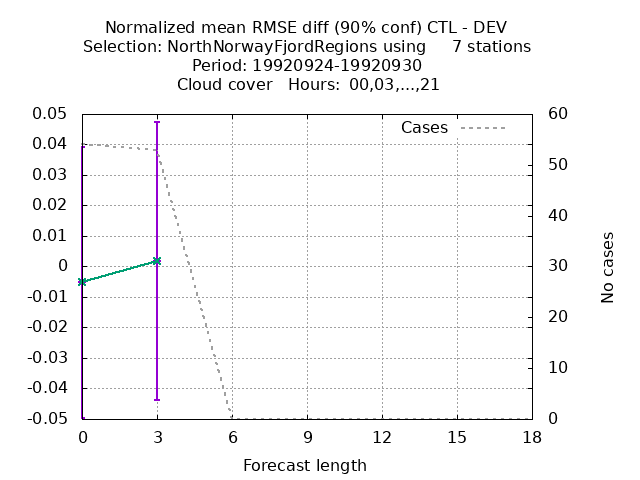 Normalized mean RMSE diff (90% conf) CTL - DEV
Selection: NorthNorwayFjordRegions using 7 stations
Period: 19920924-19920930
Cloud cover Hours: 00,03,...,21
Cases
0.05
0.04
0.03
0.02
0.01
0
-0.01
-0.02
-0.03
-0.04
-0.05
60
50
40
30
20
10
0
No cases
0 3 6 9 12 15 18
Forecast length